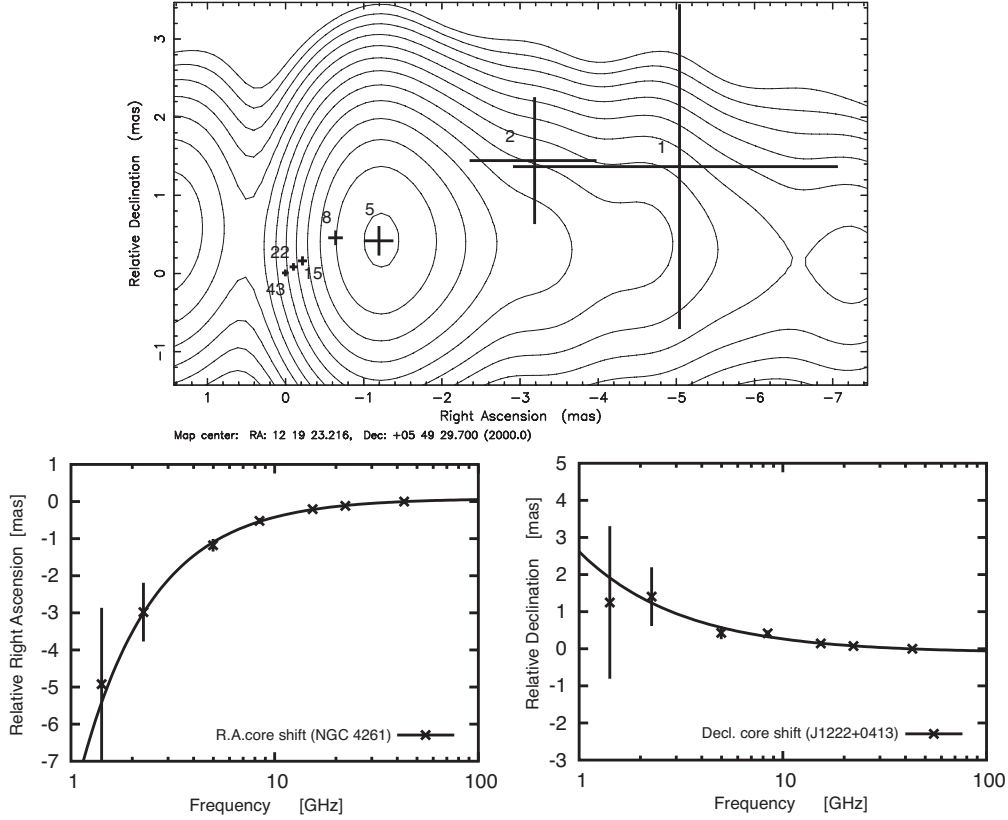 3
2
1
0
−1
Relative Declination (mas)
2
1
8
5
22
15
43
1 0 −1 −2 −3 −4 −5 −6 −7
Right Ascension (mas)
Map center: RA: 12 19 23.216, Dec: +05 49 29.700 (2000.0)
1
0
-1
-2
-3
-4
-5
-6
-7
Relative Right Ascension [mas]
R.A.core shift (NGC 4261)
1 10 100
Frequency [GHz]
5
4
3
2
1
0
-1
-2
-3
Relative Declination [mas]
Decl. core shift (J1222+0413)
1 10 100
Frequency [GHz]